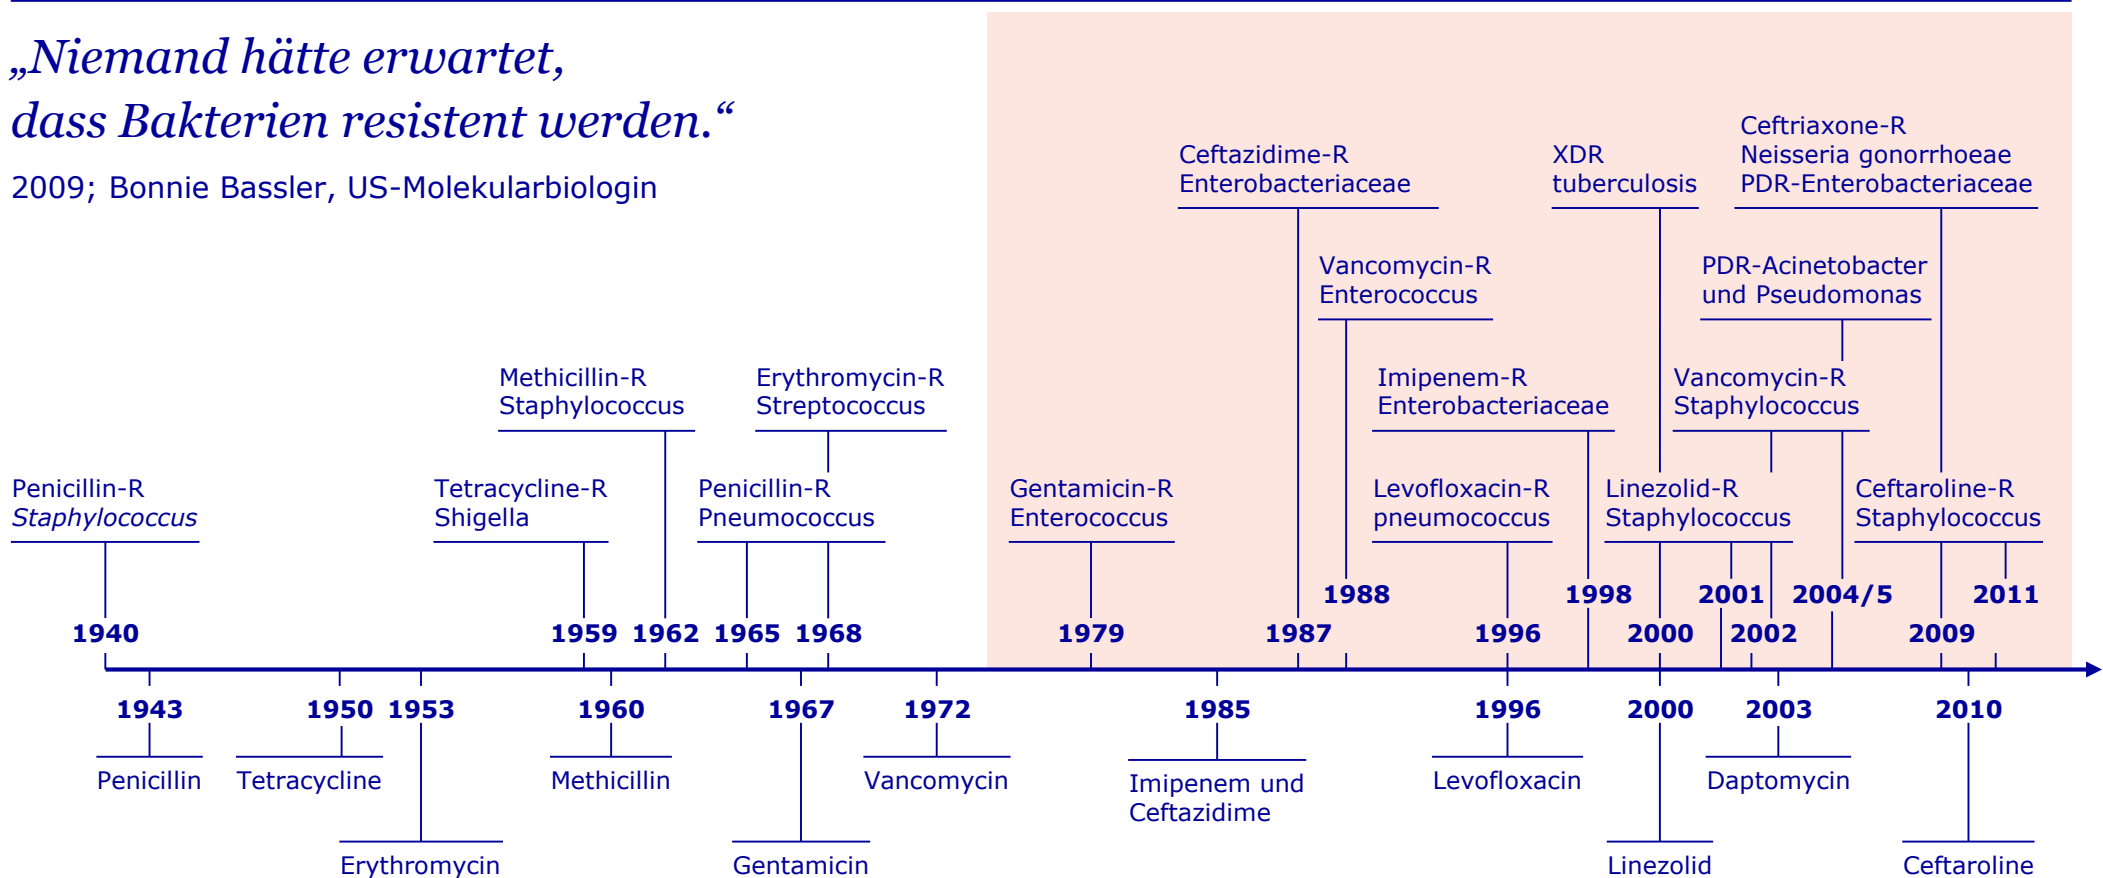 „Niemand hätte erwartet,
dass Bakterien resistent werden.“
2009; Bonnie Bassler, US-Molekularbiologin
Ceftazidime-R
Enterobacteriaceae
XDR
tuberculosis
Ceftriaxone-R
Neisseria gonorrhoeae
PDR-Enterobacteriaceae
Vancomycin-R
Enterococcus
PDR-Acinetobacter
und Pseudomonas
Methicillin-R
Staphylococcus
Erythromycin-R
Streptococcus
Imipenem-R
Enterobacteriaceae
Vancomycin-R
Staphylococcus
Penicillin-R
Staphylococcus
Tetracycline-R
Shigella
Penicillin-R
Pneumococcus
Gentamicin-R
Enterococcus
Levofloxacin-R
pneumococcus
Linezolid-R
Staphylococcus
Ceftaroline-R
Staphylococcus
1988
1998
2001
2004/5
2011
1940
1959
1962
1965
1968
1979
1987
1996
2000
2002
2009
1943
1950
1953
1960
1967
1972
1985
1996
2000
2003
2010
Penicillin
Tetracycline
Methicillin
Vancomycin
Imipenem und
Ceftazidime
Levofloxacin
Daptomycin
Erythromycin
Gentamicin
Linezolid
Ceftaroline